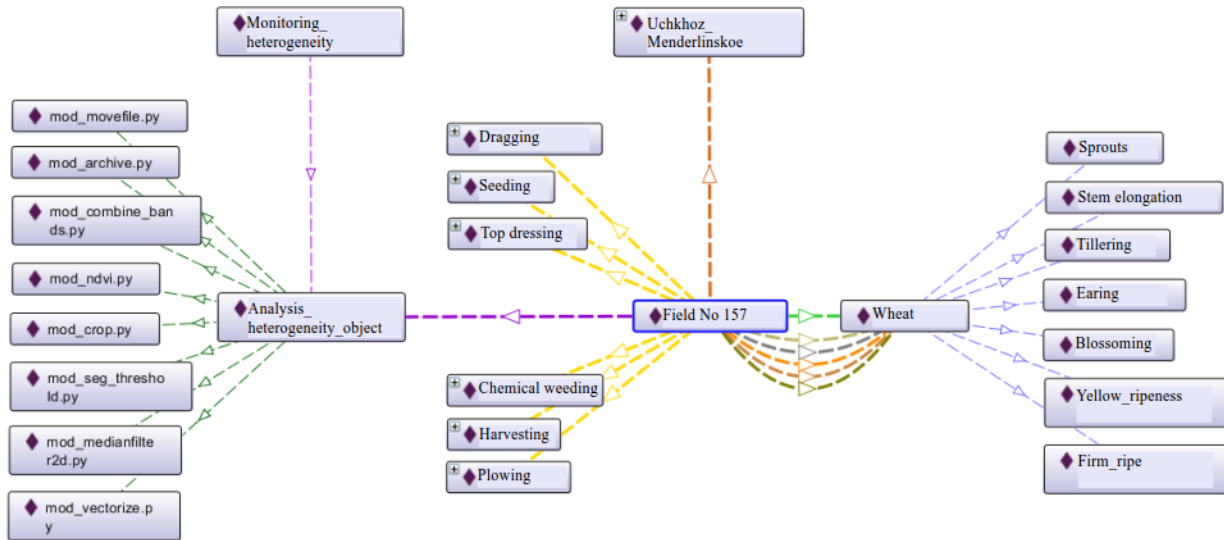 Monitoring_
heterogeneity
Uchkhoz_
Menderlinskoe
mod_movefile.py
mod_archive.py
mod_combine_ban
ds.py
mod_ndvi.py
mod_crop.py
mod_seg_thresho
ld.py
mod_medianfilte
r2d.py
mod_vectorize.p
y
Analysis_
heterogeneity_object
Dragging
Seeding
Top dressing
Field No 157
Chemical weeding
Harvesting
Plowing
Wheat
Sprouts
Stem elongation
Tillering
Earing
Blossoming
Yellow_ripeness
Firm_ripe